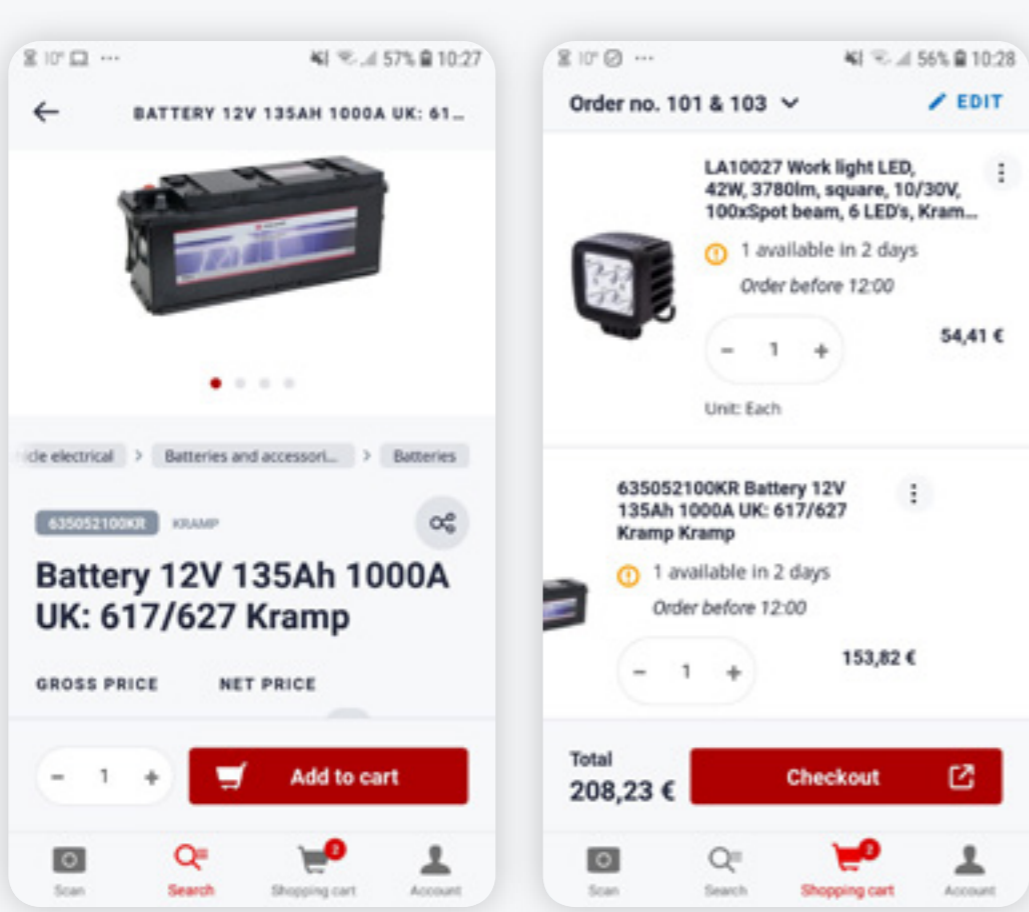 10° ... 57% 10:27
BATTERY 12V 135AH 1000A UK: 61...
cle electrical > Batteries and accessori... > Batteries
635052100KR KRAMP
Battery 12V 135Ah 1000A
UK: 617/627 Kramp
GROSS PRICE NET PRICE
- 1 + Add to cart
2
Scan Search Shopping cart Account
10° ... 56% 10:28
Order no. 101 & 103 EDIT
LA10027 Work light LED,
42W, 3780lm, square, 10/30V,
100xSpot beam, 6 LED's, Kram...
1 available in 2 days
Order before 12:00
- 1 + 54,41 €
Unit: Each
635052100KR Battery 12V
135Ah 1000A UK: 617/627
Kramp Kramp
1 available in 2 days
Order before 12:00
- 1 + 153,82 €
Total
208,23 € Checkout
2
Scan Search Shopping cart Account